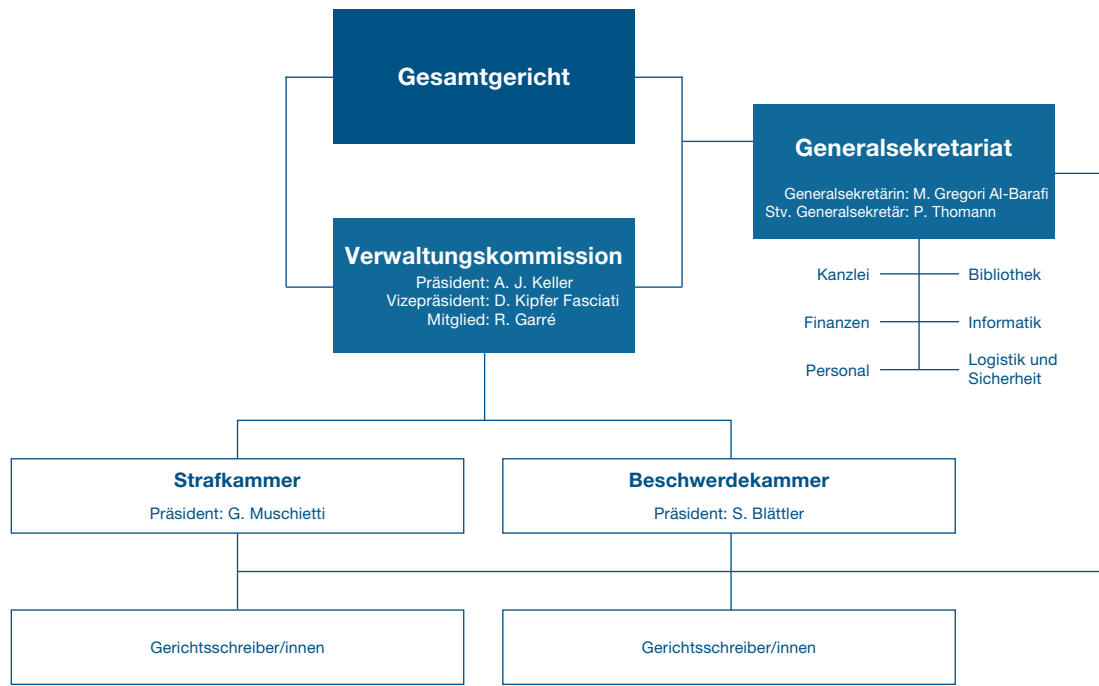 Gesamtgericht
Generalsekretariat
Generalsekretärin: M. Gregori Al-Barafi
Stv. Generalsekretär: P. Thomann
Verwaltungskommission
Präsident: A. J. Keller
Vizepräsident: D. Kipfer Fasciati
Mitglied: R. Garré
Kanzlei
Bibliothek
Finanzen
Informatik
Personal
Logistik und
Sicherheit
Strafkammer
Präsident: G. Muschietti
Beschwerdekammer
Präsident: S. Blättler
Gerichtsschreiber/innen
Gerichtsschreiber/innen